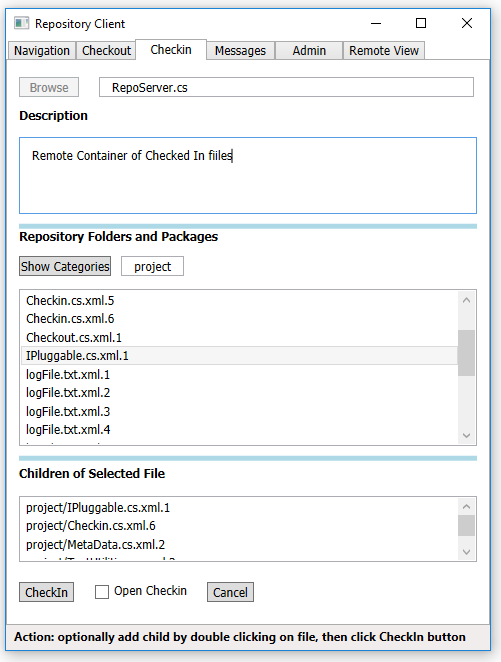 Repository Client
Navigation Checkout Checkin Messages Admin Remote View
Browse RepoServer.cs
Description
Remote Container of Checked In fiiles
Repository Folders and Packages
Show Categories project
Checkin.cs.xml.5
Checkin.cs.xml.6
Checkout.cs.xml.1
IPluggable.cs.xml.1
logFile.txt.xml.1
logFile.txt.xml.2
logFile.txt.xml.3
logFile.txt.xml.4
Children of Selected File
project/IPluggable.cs.xml.1
project/Checkin.cs.xml.6
project/MetaData.cs.xml.2
CheckIn Open Checkin Cancel
Action: optionally add child by double clicking on file, then click CheckIn button